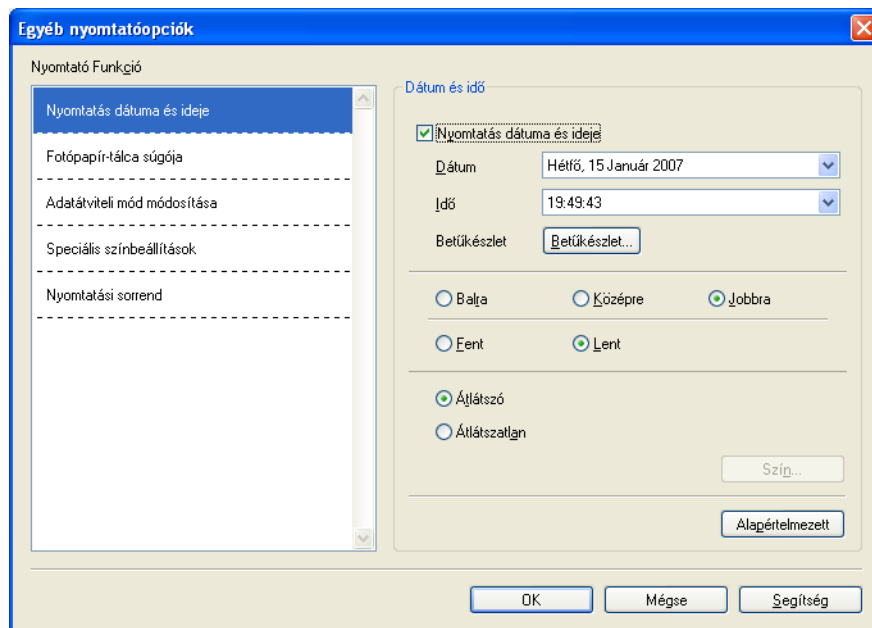 Egyéb nyomtatóopciók
Nyomtató Funkció
Nyomtatás dátuma és ideje
Fotópapír-tálca súgója
Adatátviteli mód módosítása
Speciális színbeállítások
Nyomtatási sorrend
Dátum és idő
Nyomtatás dátuma és ideje
Dátum Hétfő, 15 Január 2007
Idő 19:49:43
Betűkészlet Betűkészlet...
Balra Középre Jobbra
Fent Lent
Átlátszó
Átlátszatlan
Szín...
Alapértelmezett
OK Mégse Segítség